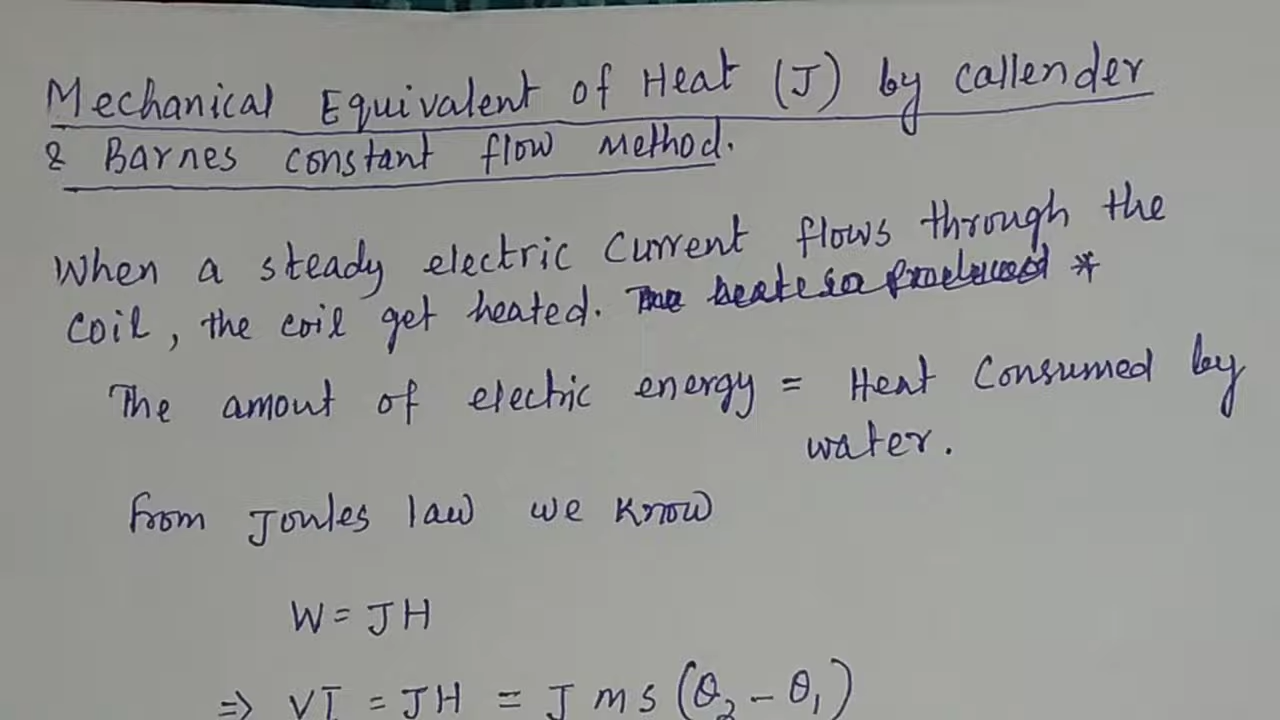 Mechanical Equivalent of Heat (J) by Callender
& Barnes constant flow Method.
When a steady electric Current flows through the
Coil, the coil get heated.
The amout of electric energy = Heat Consumed by
water.
from Joules law we know
W = JH
⇒ VI = JH = J m s (θ₂ - θ₁)